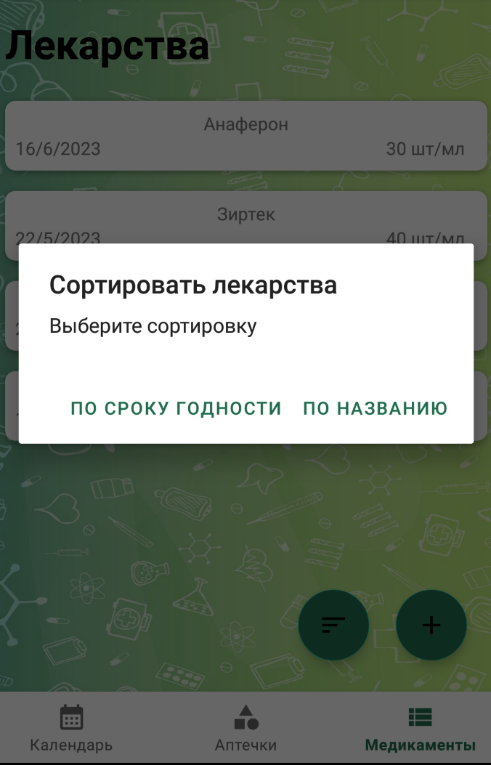 Лекарства
Анаферон
16/6/2023 30 шт/мл
Зиртек
22/5/2023 40 шт/мл
Сортировать лекарства
Выберите сортировку
ПО СРОКУ ГОДНОСТИ ПО НАЗВАНИЮ
Календарь Аптечки Медикаменты